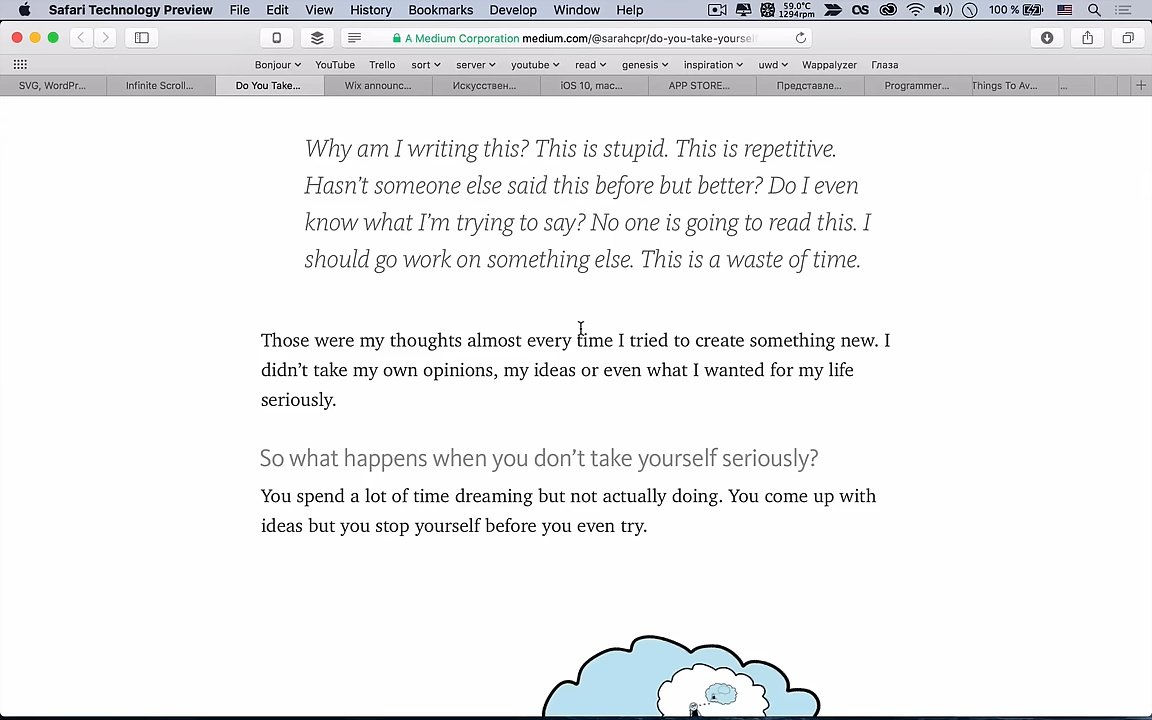 Safari Technology Preview File Edit View History Bookmarks Develop Window Help 59.0°C 1294rpm 100 %
A Medium Corporation medium.com/@sarahcpr/do-you-take-yoursel
Bonjour YouTube Trello sort server youtube read genesis inspiration uwd Wappalyzer Глаза
SVG, WordPr... Infinite Scroll... Do You Take... Wix announc... Искусствен... iOS 10, mac... APP STORE... Представле... Programmer... Things To Av... ...
Why am I writing this? This is stupid. This is repetitive.
Hasn’t someone else said this before but better? Do I even
know what I’m trying to say? No one is going to read this. I
should go work on something else. This is a waste of time.
Those were my thoughts almost every time I tried to create something new. I
didn’t take my own opinions, my ideas or even what I wanted for my life
seriously.
So what happens when you don’t take yourself seriously?
You spend a lot of time dreaming but not actually doing. You come up with
ideas but you stop yourself before you even try.